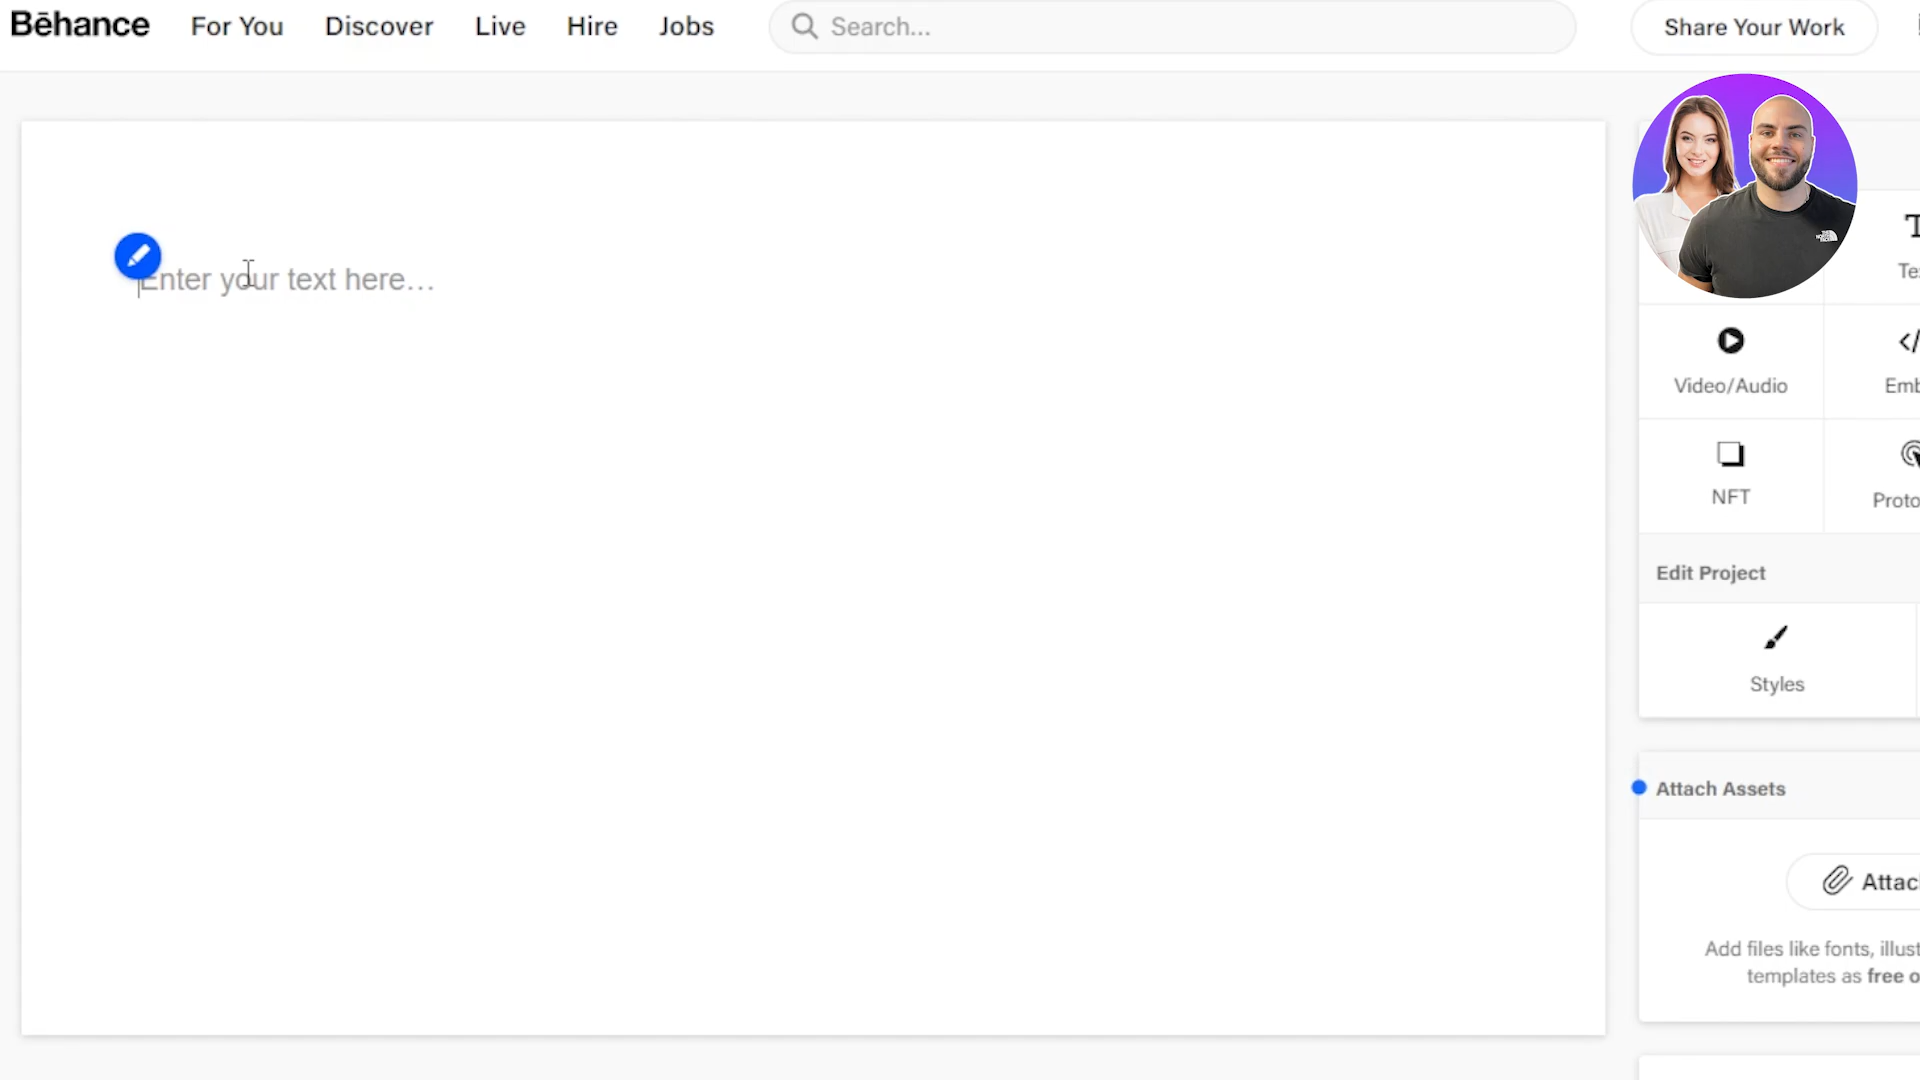 Bēhance
For You
Discover
Live
Hire
Jobs
Search...
Share Your Work
Enter your text here...
Video/Audio
NFT
Edit Project
Styles
Attach Assets
Add files like fonts,
templates as free